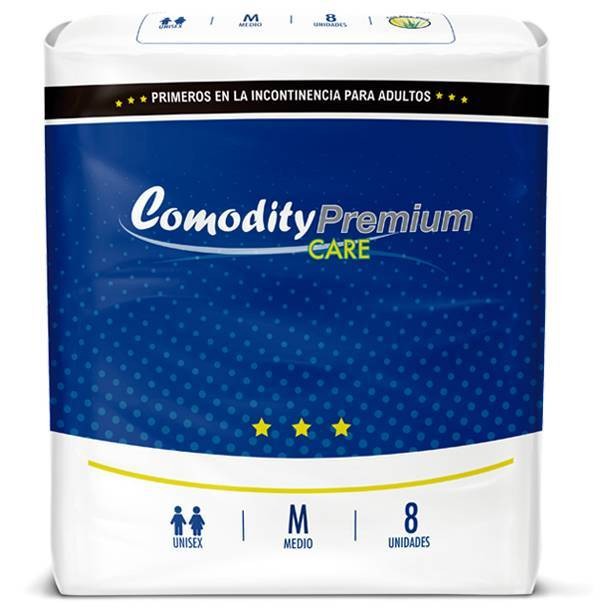 UNISEX
M
MEDIO
8
UNIDADES
PRIMEROS EN LA INCONTINENCIA PARA ADULTOS
Comodity Premium
CARE
UNISEX
M
MEDIO
8
UNIDADES